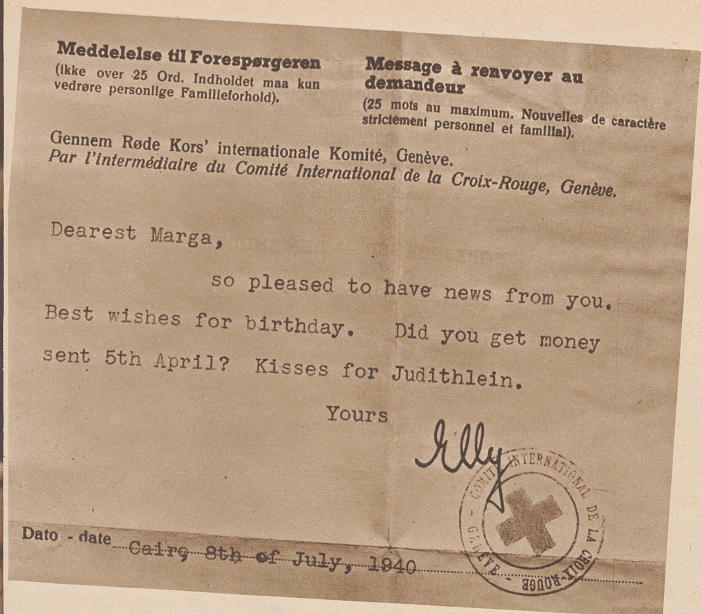 Meddelelse til Forespørgeren
(ikke over 25 Ord. Indholdet maa kun
vedrøre personlige Familieforhold).
Message à renvoyer au
demandeur
(25 mots au maximum. Nouvelles de caractère
strictement personnel et familial).
Gennem Røde Kors' internationale Komité, Genève.
Par l'intermédiaire du Comité International de la Croix-Rouge, Genève.
Dearest Marga,
so pleased to have news from you.
Best wishes for birthday. Did you get money
sent 5th April? Kisses for Judithlein.
Yours
Elly
COMITÉ INTERNATIONAL DE LA CROIX-ROUGE - GENÈVE -
Dato - date Cairo 8th of July, 1940